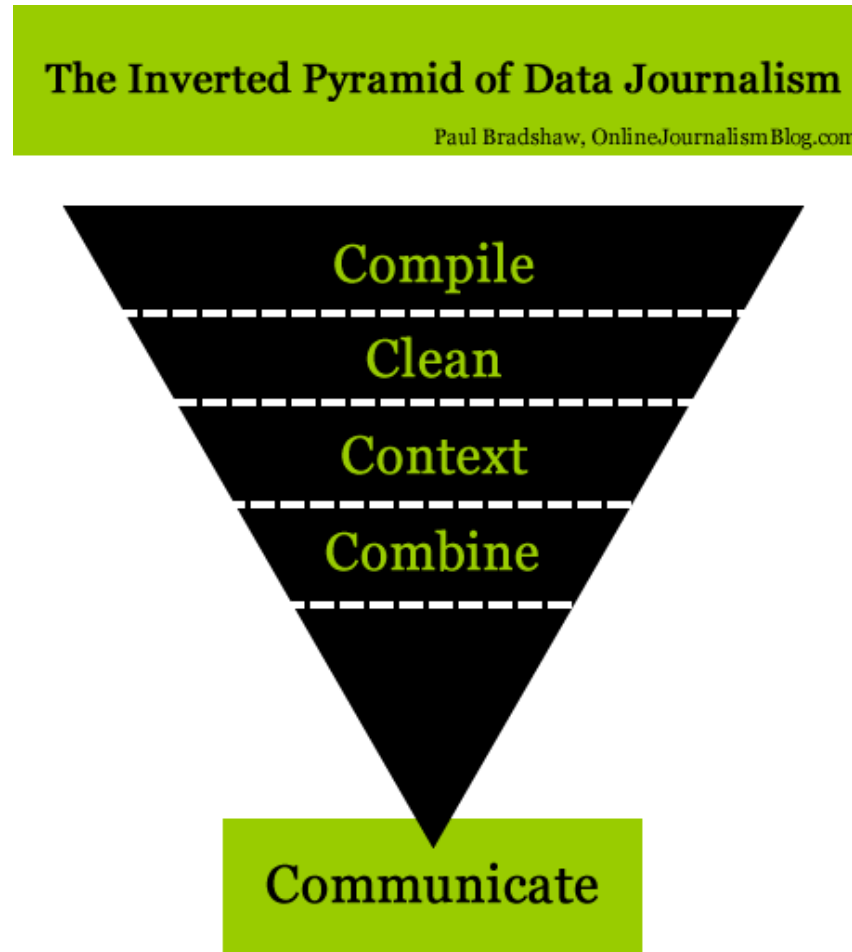 The Inverted Pyramid of Data Journalism
Paul Bradshaw, OnlineJournalismBlog.com
Compile
Clean
Context
Combine
Communicate